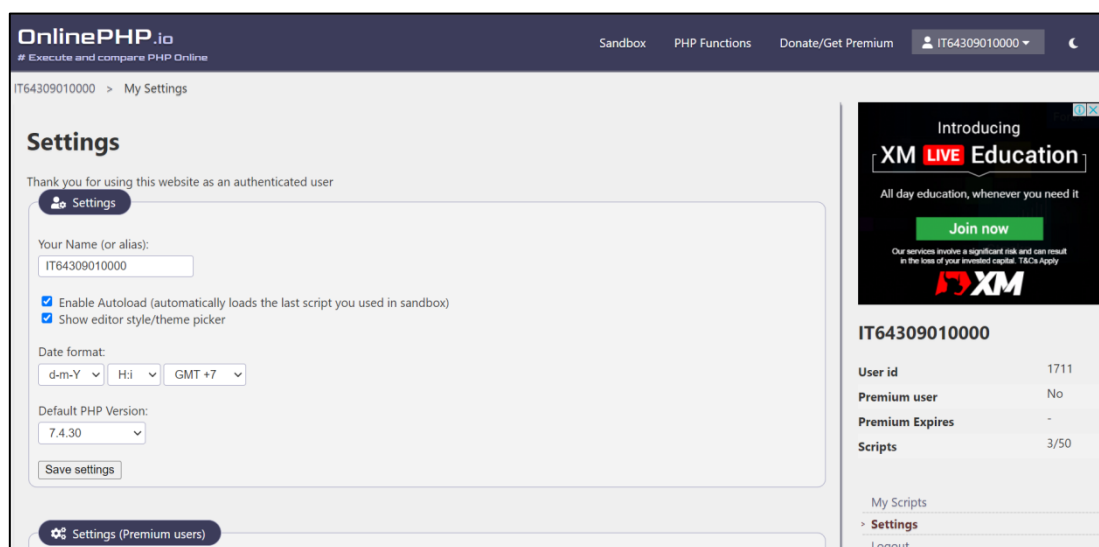 OnlinePHP.io
# Execute and compare PHP Online
Sandbox PHP Functions Donate/Get Premium IT64309010000
IT64309010000 > My Settings
Settings
Thank you for using this website as an authenticated user
Settings
Your Name (or alias):
IT64309010000
Enable Autoload (automatically loads the last script you used in sandbox)
Show editor style/theme picker
Date format:
d-m-Y H:i GMT +7
Default PHP Version:
7.4.30
Save settings
Settings (Premium users)
Introducing
XM LIVE Education
All day education, whenever you need it
Join now
Our services involve a significant risk and can result
in the loss of your invested capital. T&Cs Apply
XM
IT64309010000
User id 1711
Premium user No
Premium Expires -
Scripts 3/50
My Scripts
> Settings
Logout